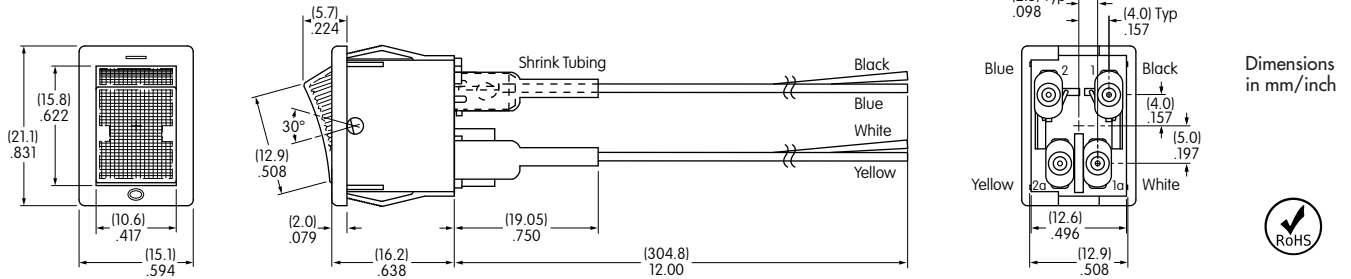 (5.7)
.224
(15.8)
.622
(21.1)
.831
(10.6)
.417
(15.1)
.594
30°
(12.9)
.508
(2.0)
.079
(16.2)
.638
Shrink Tubing
Black
Blue
White
Yellow
(19.05)
.750
(304.8)
12.00
Typ
.098
(4.0) Typ
.157
Blue
2
1
Black
(4.0)
.157
(5.0)
.197
Yellow
2a
1a
White
(12.6)
.496
(12.9)
.508
Dimensions
in mm/inch
RoHS